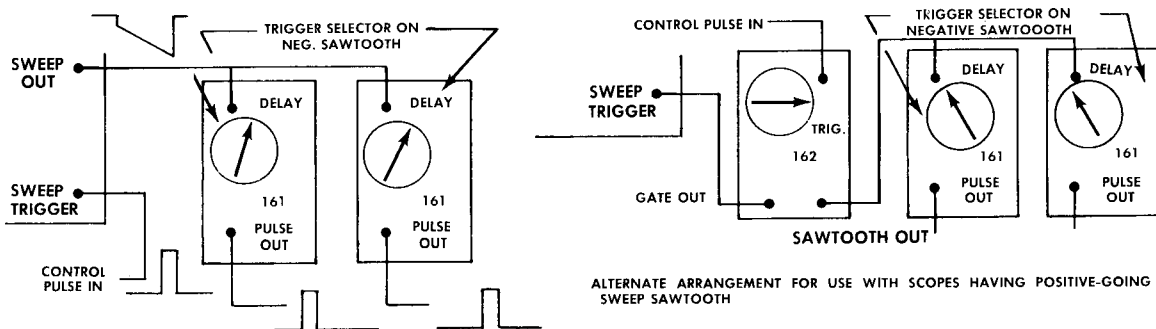 TRIGGER SELECTOR ON
NEG. SAWTOOTH
SWEEP
OUT
DELAY
DELAY
161
161
SWEEP
TRIGGER
PULSE
OUT
PULSE
OUT
CONTROL
PULSE IN
CONTROL PULSE IN
TRIGGER SELECTOR ON
NEGATIVE SAWTOOOTH
DELAY
DELAY
SWEEP
TRIGGER
TRIG.
162
161
161
GATE OUT
PULSE
OUT
PULSE
OUT
SAWTOOTH OUT
ALTERNATE ARRANGEMENT FOR USE WITH SCOPES HAVING POSITIVE-GOING
SWEEP SAWTOOTH